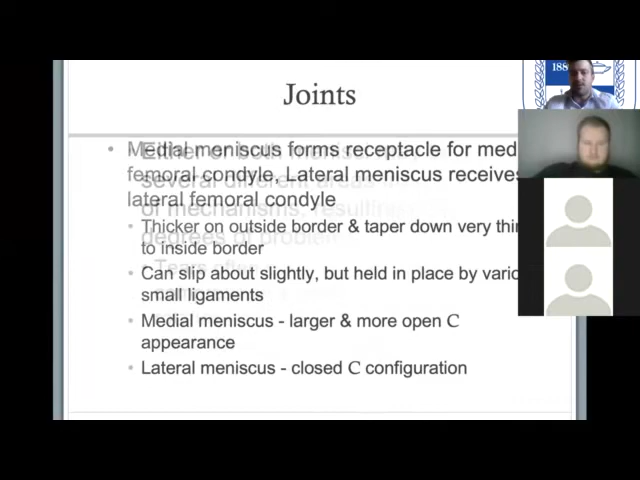 188
Joints
• Medial meniscus forms receptacle for med
femoral condyle, Lateral meniscus receives
lateral femoral condyle
• Thicker on outside border & taper down very thin
to inside border
• Can slip about slightly, but held in place by vario
small ligaments
• Medial meniscus - larger & more open C
appearance
• Lateral meniscus - closed C configuration